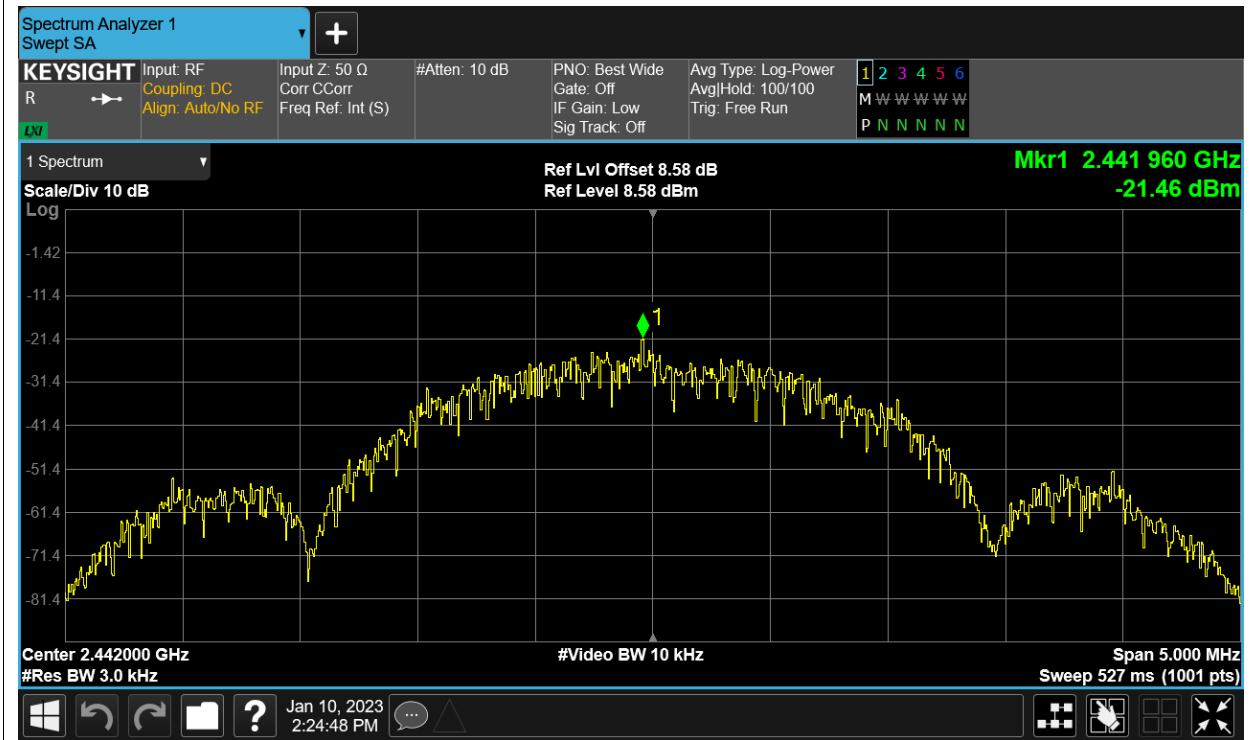 Spectrum Analyzer 1
Swept SA
KEYSIGHT
R
LXI
Input: RF
Coupling: DC
Align: Auto/No RF
Input Z: 50 Ω
Corr CCorr
Freq Ref: Int (S)
#Atten: 10 dB
PNO: Best Wide
Gate: Off
IF Gain: Low
Sig Track: Off
Avg Type: Log-Power
Avg|Hold: 100/100
Trig: Free Run
1 2 3 4 5 6
M W W W W W
P N N N N N
1 Spectrum
Scale/Div 10 dB
Log
Ref Lvl Offset 8.58 dB
Ref Level 8.58 dBm
Mkr1 2.441 960 GHz
-21.46 dBm
1
-1.42
-11.4
-21.4
-31.4
-41.4
-51.4
-61.4
-71.4
-81.4
Center 2.442000 GHz
#Res BW 3.0 kHz
#Video BW 10 kHz
Span 5.000 MHz
Sweep 527 ms (1001 pts)
?
Jan 10, 2023
2:24:48 PM